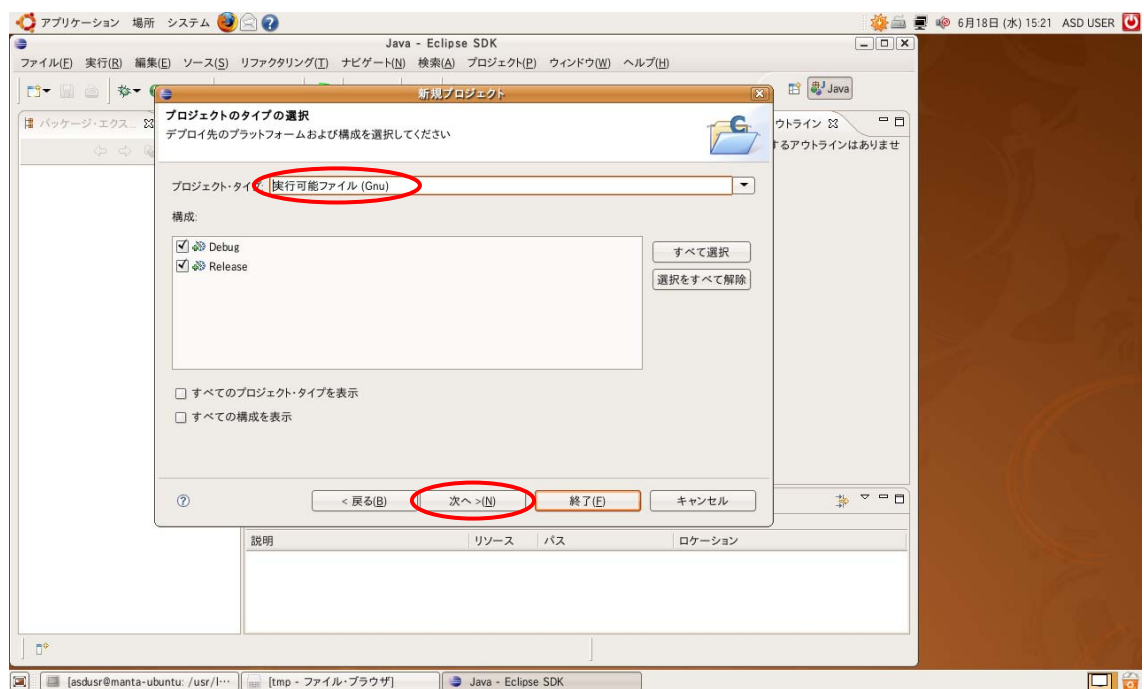 アプリケーション 場所 システム
6月18日 (水) 15:21 ASD USER
Java - Eclipse SDK
ファイル(F) 実行(R) 編集(E) ソース(S) リファクタリング(T) ナビゲート(N) 検索(A) プロジェクト(P) ウィンドウ(W) ヘルプ(H)
Java
新規プロジェクト
パッケージ・エクス...
プロジェクトのタイプの選択
デプロイ先のプラットフォームおよび構成を選択してください
ウトライン
するアウトラインはありませ
プロジェクト・タイプ: 実行可能ファイル (Gnu)
構成:
Debug
Release
すべて選択
選択をすべて解除
すべてのプロジェクト・タイプを表示
すべての構成を表示
< 戻る(B) 次へ >(N) 終了(F) キャンセル
説明 リソース パス ロケーション
[asdusr@manta-ubuntu: /usr/l… [tmp - ファイル・ブラウザ] Java - Eclipse SDK